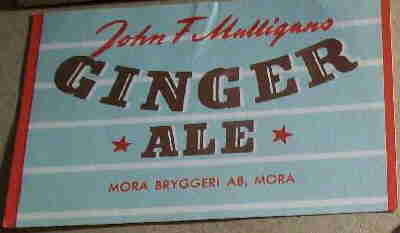 John F Mulligans
GINGER
ALE
MORA BRYGGERI AB, MORA